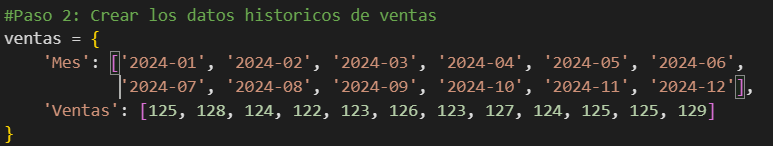 #Paso 2: Crear los datos historicos de ventas
ventas = {
    'Mes': ['2024-01', '2024-02', '2024-03', '2024-04', '2024-05', '2024-06',
            '2024-07', '2024-08', '2024-09', '2024-10', '2024-11', '2024-12'],
    'Ventas': [125, 128, 124, 122, 123, 126, 123, 127, 124, 125, 125, 129]
}